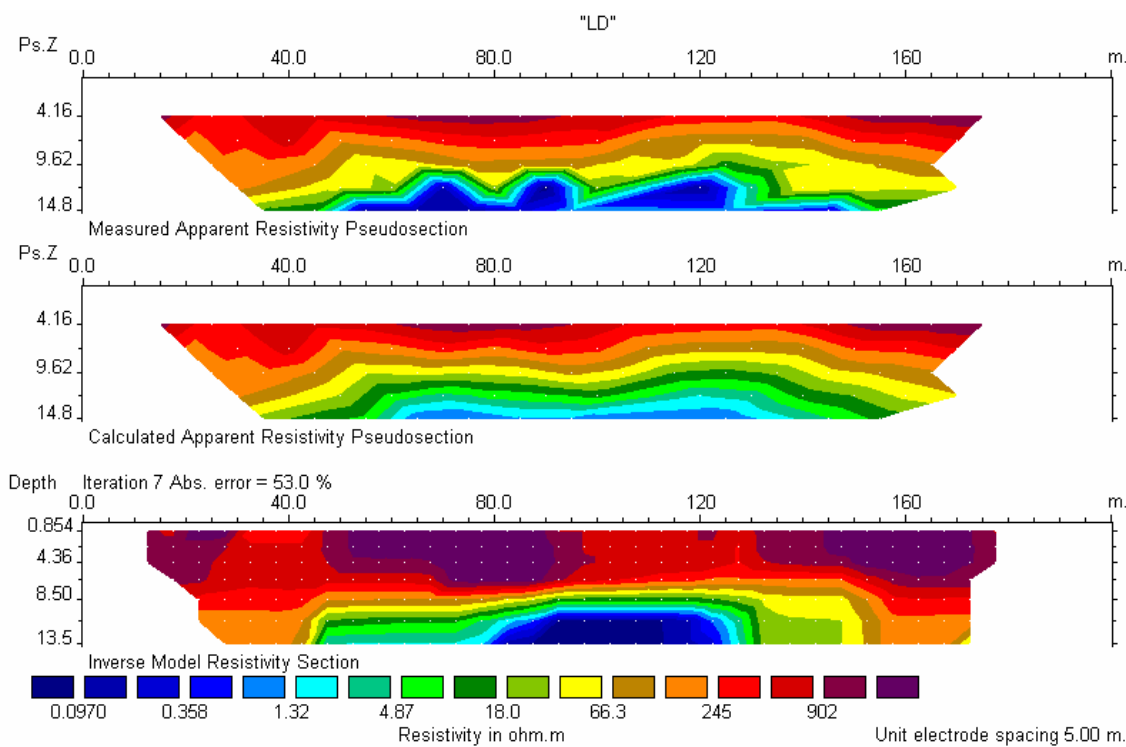 "LD"
Ps.Z 0.0 40.0 80.0 120 160 m.
4.16
9.62
14.8
Measured Apparent Resistivity Pseudosection
Ps.Z 0.0 40.0 80.0 120 160 m.
4.16
9.62
14.8
Calculated Apparent Resistivity Pseudosection
Depth Iteration 7 Abs. error = 53.0 %
0.0 40.0 80.0 120 160 m.
0.854
4.36
8.50
13.5
Inverse Model Resistivity Section
0.0970 0.358 1.32 4.87 18.0 66.3 245 902
Resistivity in ohm.m Unit electrode spacing 5.00 m.